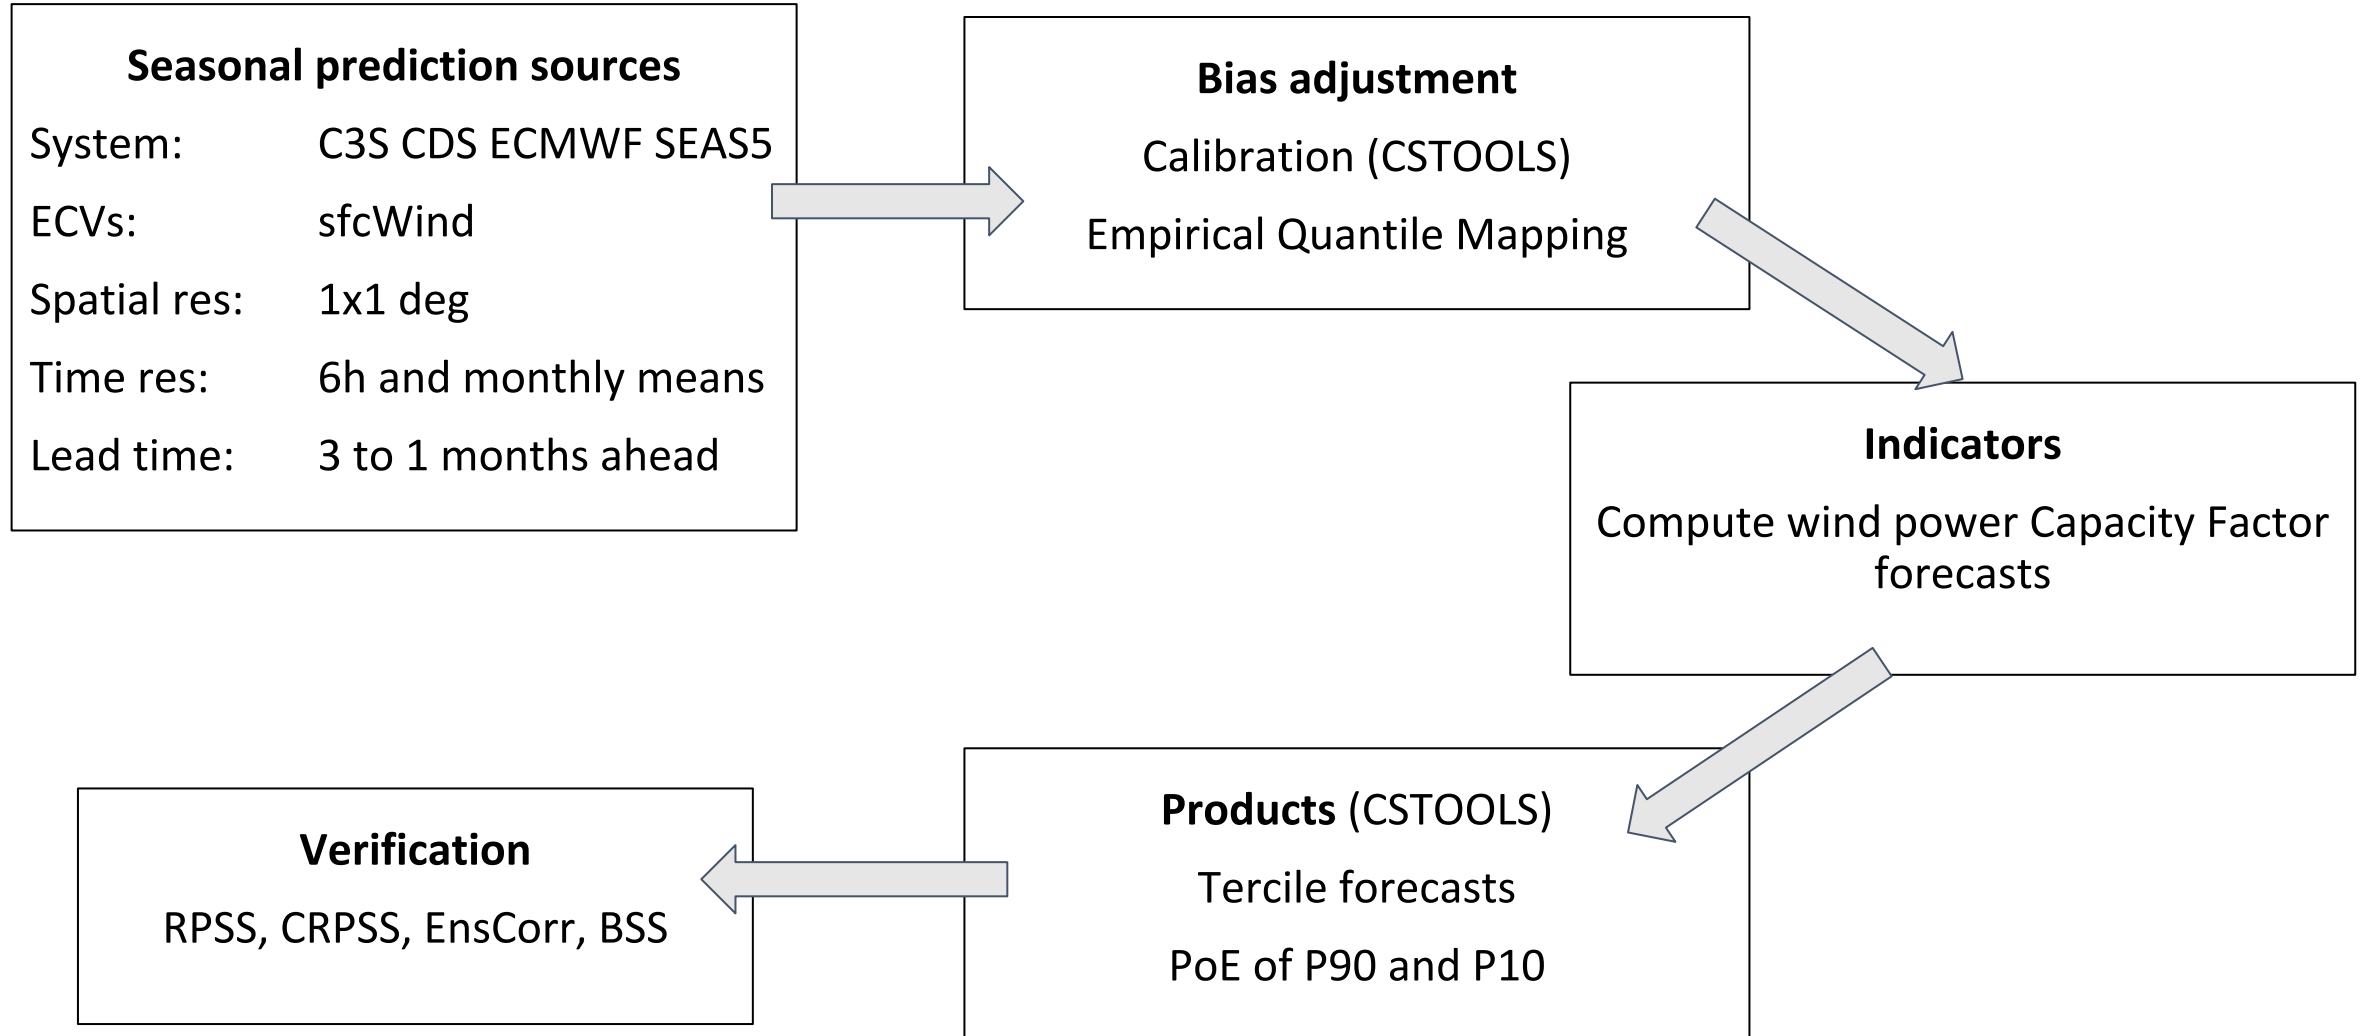 Seasonal prediction sources
System: C3S CDS ECMWF SEAS5
ECVs: sfcWind
Spatial res: 1x1 deg
Time res: 6h and monthly means
Lead time: 3 to 1 months ahead
Bias adjustment
Calibration (CSTOOLS)
Empirical Quantile Mapping
Indicators
Compute wind power Capacity Factor
forecasts
Products (CSTOOLS)
Tercile forecasts
PoE of P90 and P10
Verification
RPSS, CRPSS, EnsCorr, BSS